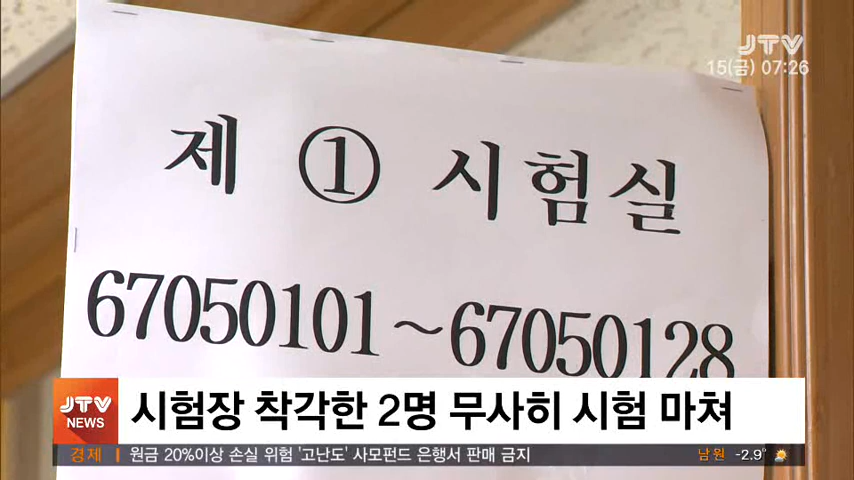 JTV
15(금) 07:26
제 ① 시험실
67050101~67050128
JTV NEWS
시험장 착각한 2명 무사히 시험 마쳐
경제 원금 20%이상 손실 위험 '고난도' 사모펀드 은행서 판매 금지
남원 -2.9°